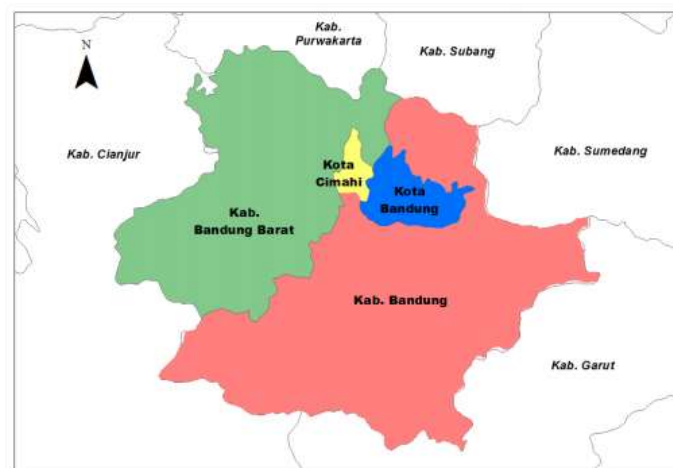 Kab.
Purwakarta
Kab. Subang
N
Kab. Cianjur
Kab. Sumedang
Kota
Cimahi
Kota
Bandung
Kab.
Bandung Barat
Kab. Bandung
Kab. Garut